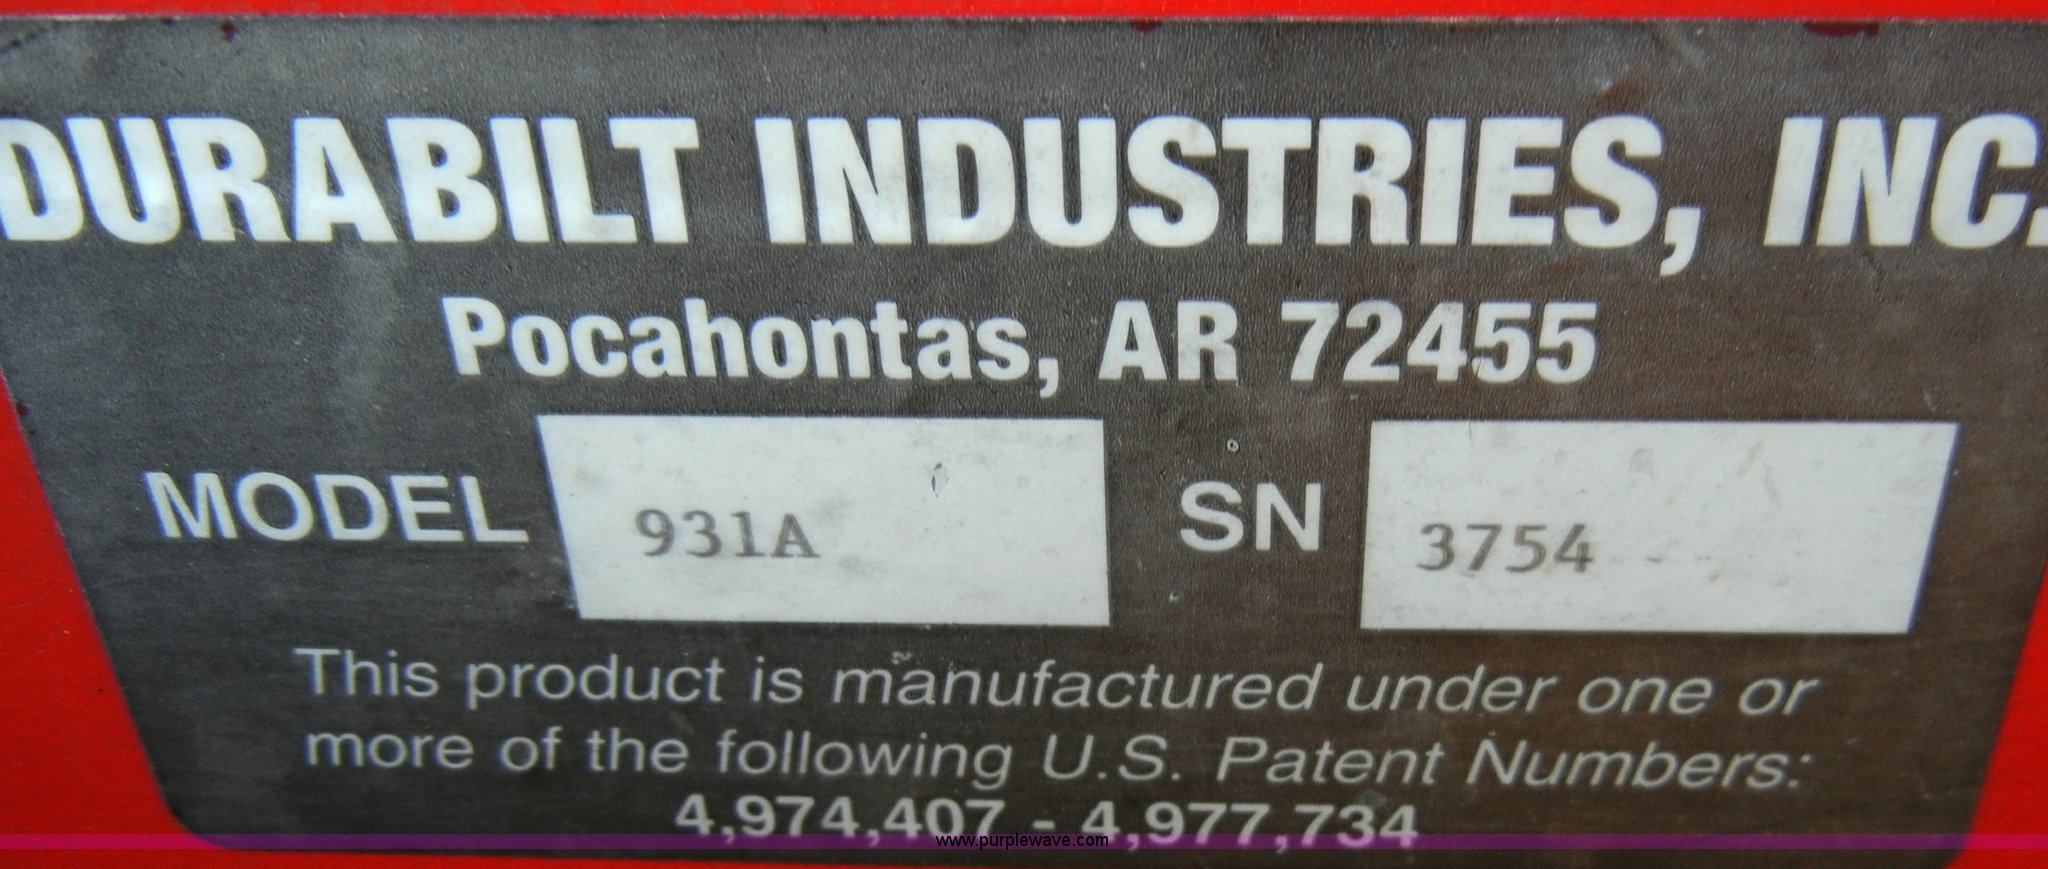 DURABILT INDUSTRIES, INC.
Pocahontas, AR 72455
MODEL 931A SN 3754
This product is manufactured under one or
more of the following U.S. Patent Numbers:
4,974,407 - 4,977,734
www.purplewave.com